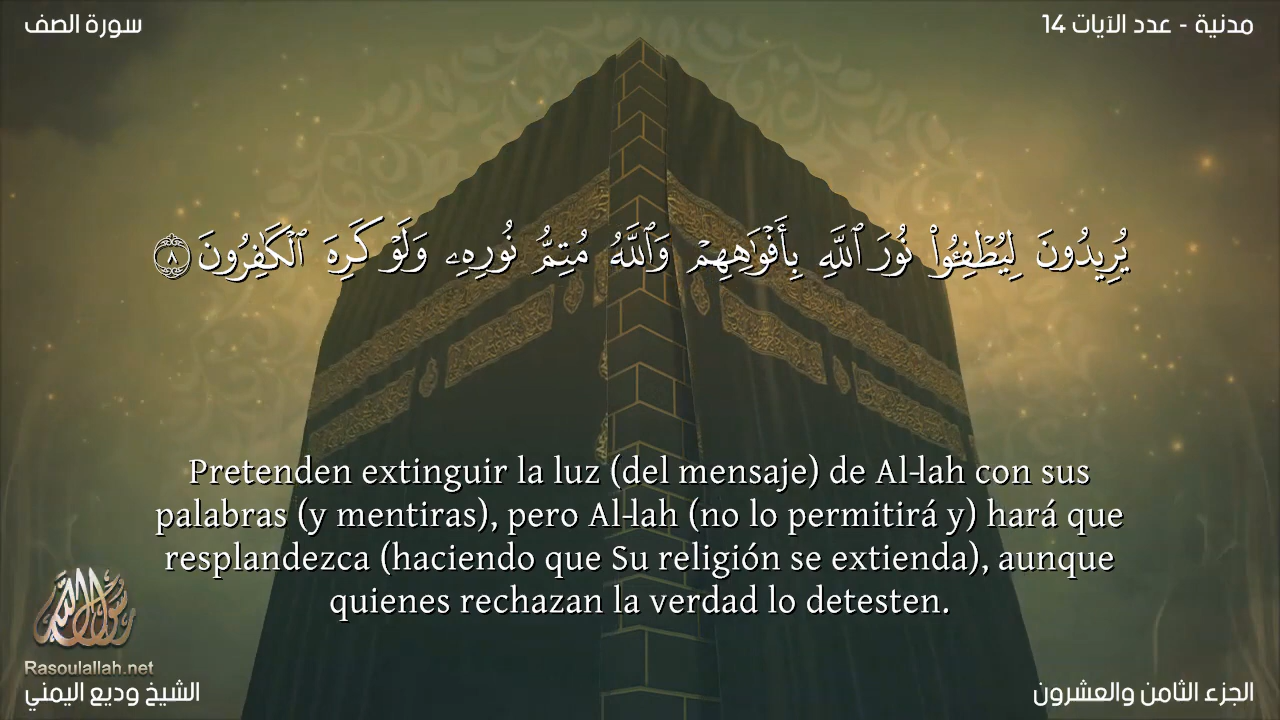 سورة الصف
مدنية - عدد الآيات 14
يُرِيدُونَ لِيُطْفِـُٔوا۟ نُورَ ٱللَّهِ بِأَفْوَٰهِهِمْ وَٱللَّهُ مُتِمُّ نُورِهِۦ وَلَوْ كَرِهَ ٱلْكَٰفِرُونَ ٨
Pretenden extinguir la luz (del mensaje) de Al-lah con sus
palabras (y mentiras), pero Al-lah (no lo permitirá y) hará que
resplandezca (haciendo que Su religión se extienda), aunque
quienes rechazan la verdad lo detesten.
رسول الله
Rasoulallah.net
الشيخ وديع اليمني
الجزء الثامن والعشرون